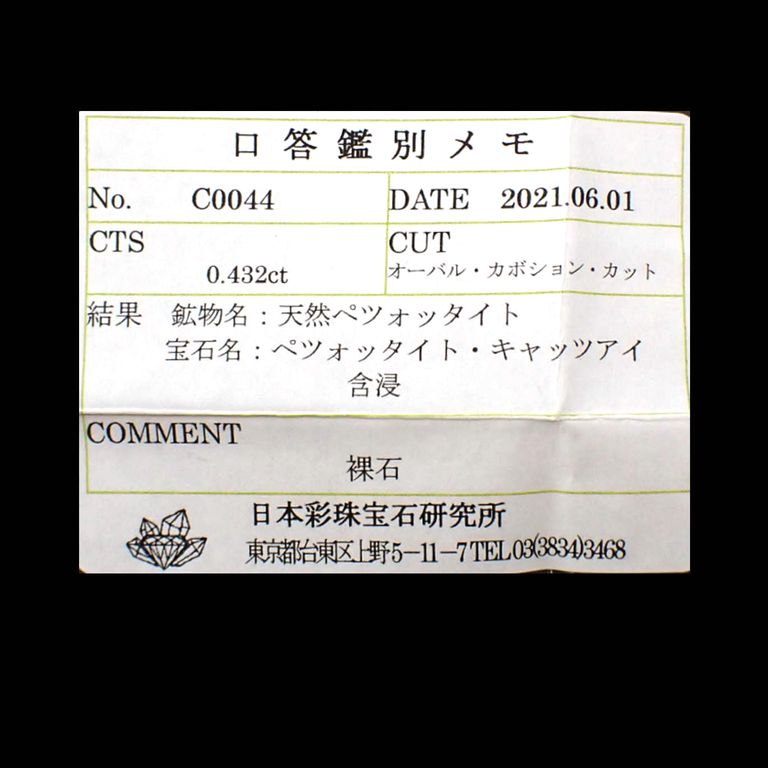 口答鑑別メモ
No. C0044 DATE 2021.06.01
CTS CUT
0.432ct オーバル・カボション・カット
結果 鉱物名：天然ペツォッタイト
宝石名：ペツォッタイト・キャッツアイ
含浸
COMMENT
裸石
日本彩珠宝石研究所
東京都台東区上野5－11－7 TEL 03(3834)3468